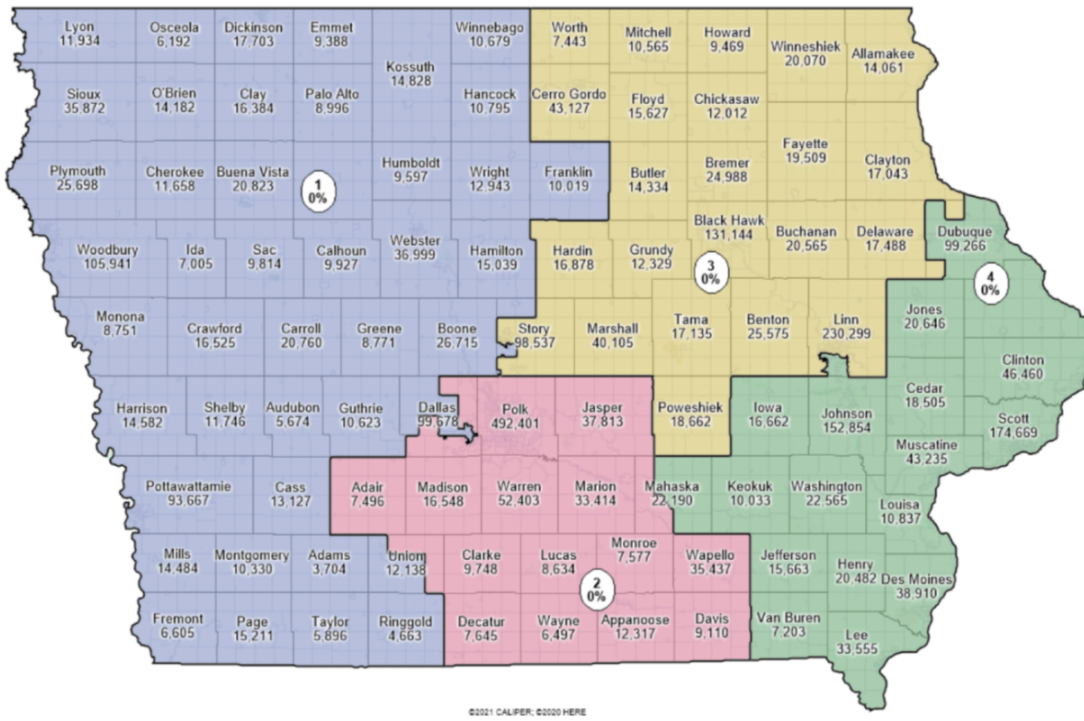 Lyon
11,934
Osceola
6,192
Dickinson
17,703
Emmet
9,388
Winnebago
10,679
Worth
7,443
Mitchell
10,565
Howard
9,469
Winneshiek
20,070
Allamakee
14,061
Kossuth
14,828
Sioux
35,872
O'Brien
14,182
Clay
16,384
Palo Alto
8,996
Hancock
10,795
Cerro Gordo
43,127
Floyd
15,627
Chickasaw
12,012
Fayette
19,509
Clayton
17,043
Plymouth
25,698
Cherokee
11,658
Buena Vista
20,823
1
0%
Humboldt
9,597
Wright
12,943
Franklin
10,019
Butler
14,334
Bremer
24,988
Black Hawk
131,144
Buchanan
20,565
Delaware
17,488
Dubuque
99,266
Woodbury
105,941
Ida
7,005
Sac
9,814
Calhoun
9,927
Webster
36,999
Hamilton
15,039
Hardin
16,878
Grundy
12,329
3
0%
4
0%
Monona
8,751
Crawford
16,525
Carroll
20,760
Greene
8,771
Boone
26,715
Story
98,537
Marshall
40,105
Tama
17,135
Benton
25,575
Linn
230,299
Jones
20,646
Clinton
46,460
Harrison
14,582
Shelby
11,746
Audubon
5,674
Guthrie
10,623
Dallas
99,678
Polk
492,401
Jasper
37,813
Poweshiek
18,662
Iowa
16,662
Johnson
152,854
Cedar
18,505
Scott
174,669
Muscatine
43,235
Pottawattamie
93,667
Cass
13,127
Adair
7,496
Madison
16,548
Warren
52,403
Marion
33,414
Mahaska
22,190
Keokuk
10,033
Washington
22,565
Louisa
10,837
Mills
14,484
Montgomery
10,330
Adams
3,704
Union
12,138
Clarke
9,748
Lucas
8,634
Monroe
7,577
Wapello
35,437
Jefferson
15,663
Henry
20,482
Des Moines
38,910
2
0%
Fremont
6,605
Page
15,211
Taylor
5,896
Ringgold
4,663
Decatur
7,645
Wayne
6,497
Appanoose
12,317
Davis
9,110
Van Buren
7,203
Lee
33,555
©2021 CALIPER; ©2020 HERE